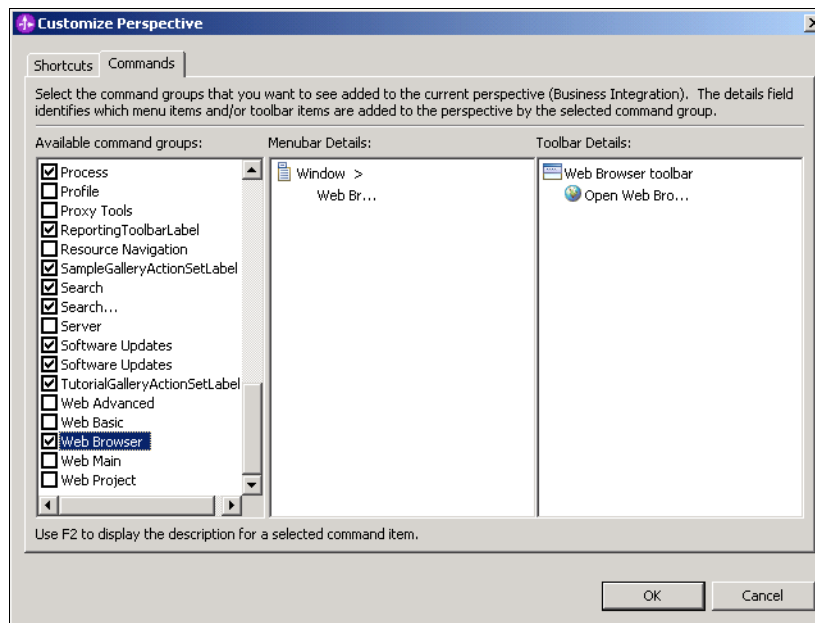 Customize Perspective
Shortcuts Commands
Select the command groups that you want to see added to the current perspective (Business Integration). The details field
identifies which menu items and/or toolbar items are added to the perspective by the selected command group.
Available command groups:
Process
Profile
Proxy Tools
ReportingToolbarLabel
Resource Navigation
SampleGalleryActionSetLabel
Search
Search...
Server
Software Updates
Software Updates
TutorialGalleryActionSetLabel
Web Advanced
Web Basic
Web Browser
Web Main
Web Project
Menubar Details:
Window >
Web Br...
Toolbar Details:
Web Browser toolbar
Open Web Bro...
Use F2 to display the description for a selected command item.
OK Cancel